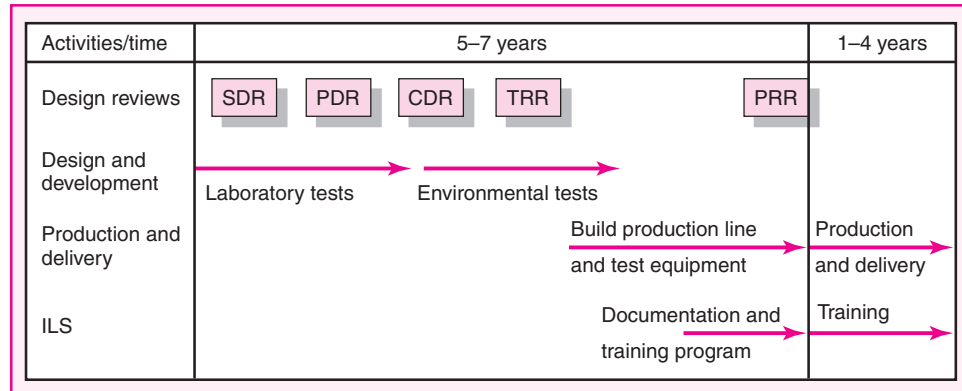 Activities/time 5–7 years 1–4 years
Design reviews SDR PDR CDR TRR PRR
Design and
development
Laboratory tests Environmental tests
Production and
delivery
Build production line
and test equipment
Production
and delivery
ILS
Documentation and
training program
Training